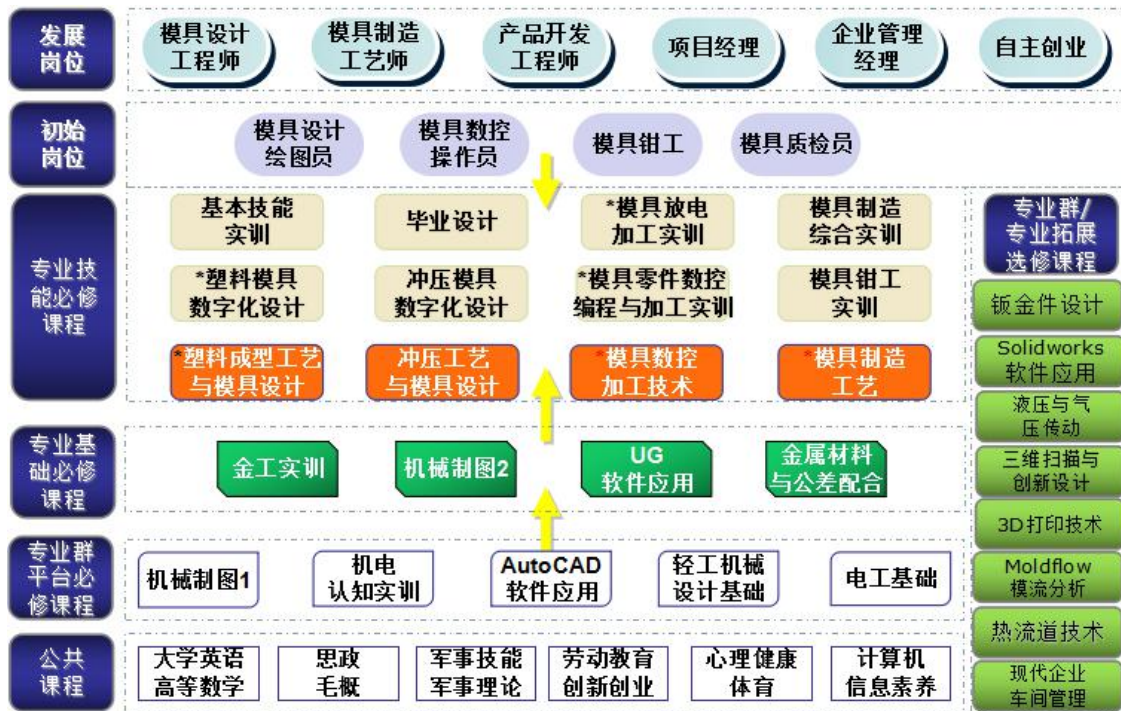 发展
岗位
模具设计
工程师
模具制造
工艺师
产品开发
工程师
项目经理
企业管理
经理
自主创业
初始
岗位
模具设计
绘图员
模具数控
操作员
模具钳工
模具质检员
专业技
能必修
课程
基本技能
实训
毕业设计
*模具放电
加工实训
模具制造
综合实训
*塑料模具
数字化设计
冲压模具
数字化设计
*模具零件数控
编程与加工实训
模具钳工
实训
*塑料成型工艺
与模具设计
冲压工艺
与模具设计
*模具数控
加工技术
*模具制造
工艺
专业基
础必修
课程
金工实训
机械制图2
UG
软件应用
金属材料
与公差配合
专业群
平台必
修课程
机械制图1
机电
认知实训
AutoCAD
软件应用
轻工机械
设计基础
电工基础
公共
课程
大学英语
高等数学
思政
毛概
军事技能
军事理论
劳动教育
创新创业
心理健康
体育
计算机
信息素养
专业群/
专业拓展
选修课程
钣金件设计
Solidworks
软件应用
液压与气
压传动
三维扫描与
创新设计
3D打印技术
Moldflow
模流分析
热流道技术
现代企业
车间管理